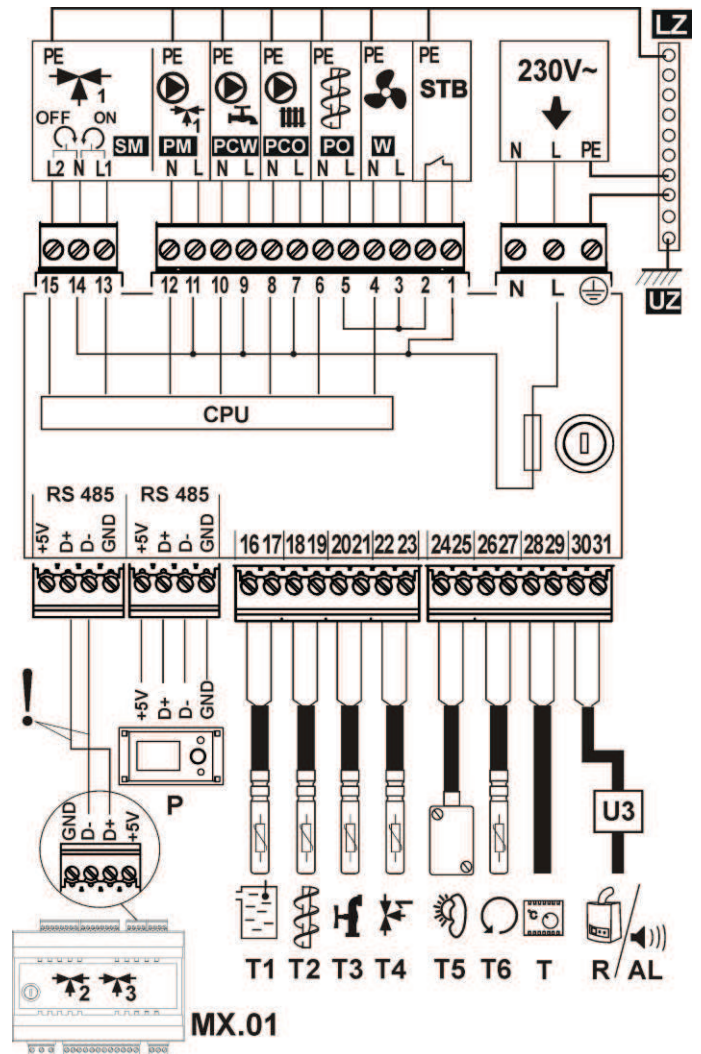 LZ
PE PE PE PE PE PE PE
1
OFF ON
1
STB
230V~
SM PM PCW PCO PO W
L2 N L1 N L N L N L N L N L
N L PE
15 14 13 12 11 10 9 8 7 6 5 4 3 2 1
N L
UZ
CPU
RS 485 RS 485
+5V D+ D- GND +5V D+ D- GND
16 17 18 19 20 21 22 23 24 25 26 27 28 29 30 31
!
+5V D+ D- GND
P
U3
GND D- D+ +5V
°C
1
T1 T2 T3 T4 T5 T6 T R/AL
2 3
MX.01